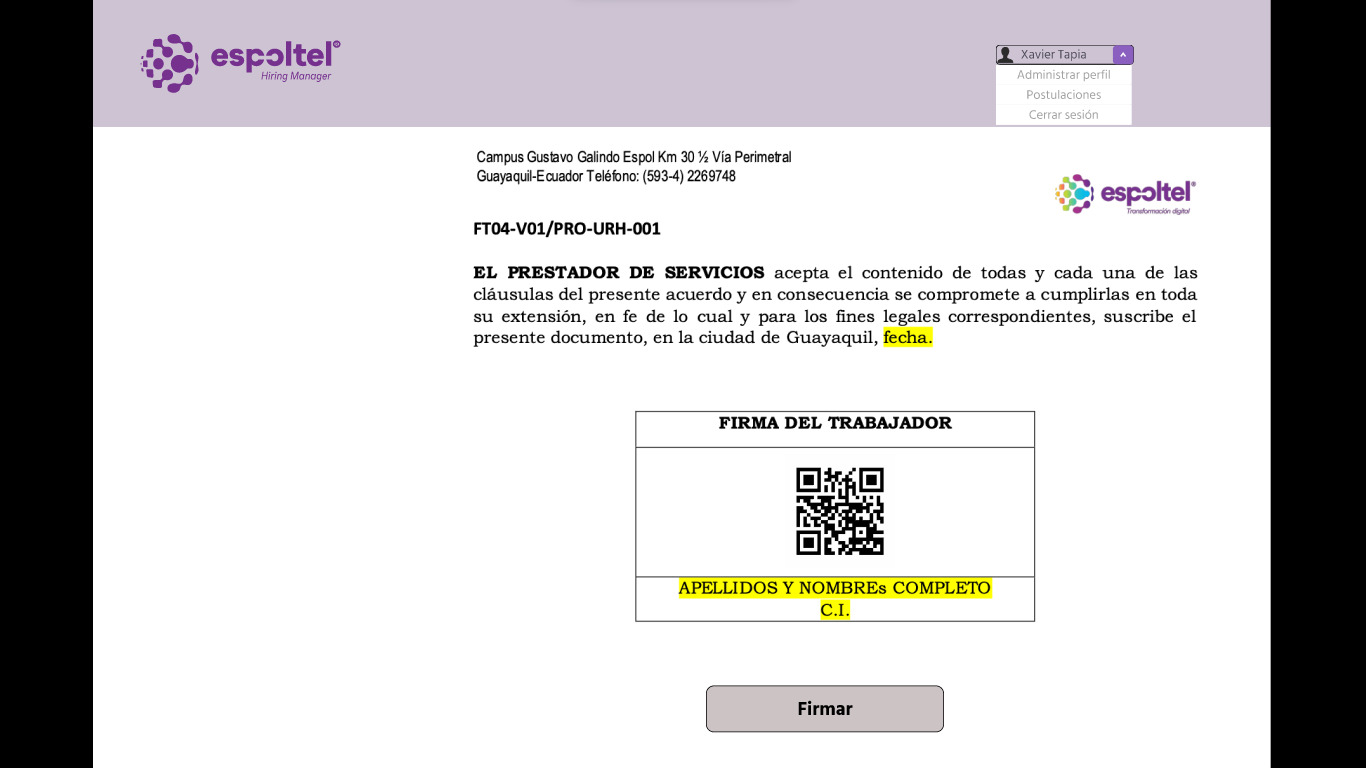 espoltel®
Hiring Manager
Xavier Tapia
Administrar perfil
Postulaciones
Cerrar sesión
Campus Gustavo Galindo Espol Km 30 ½ Vía Perimetral
Guayaquil-Ecuador Teléfono: (593-4) 2269748
espoltel®
Transformación digital
FT04-V01/PRO-URH-001
EL PRESTADOR DE SERVICIOS acepta el contenido de todas y cada una de las
cláusulas del presente acuerdo y en consecuencia se compromete a cumplirlas en toda
su extensión, en fe de lo cual y para los fines legales correspondientes, suscribe el
presente documento, en la ciudad de Guayaquil, fecha.
FIRMA DEL TRABAJADOR
APELLIDOS Y NOMBREs COMPLETO
C.I.
Firmar